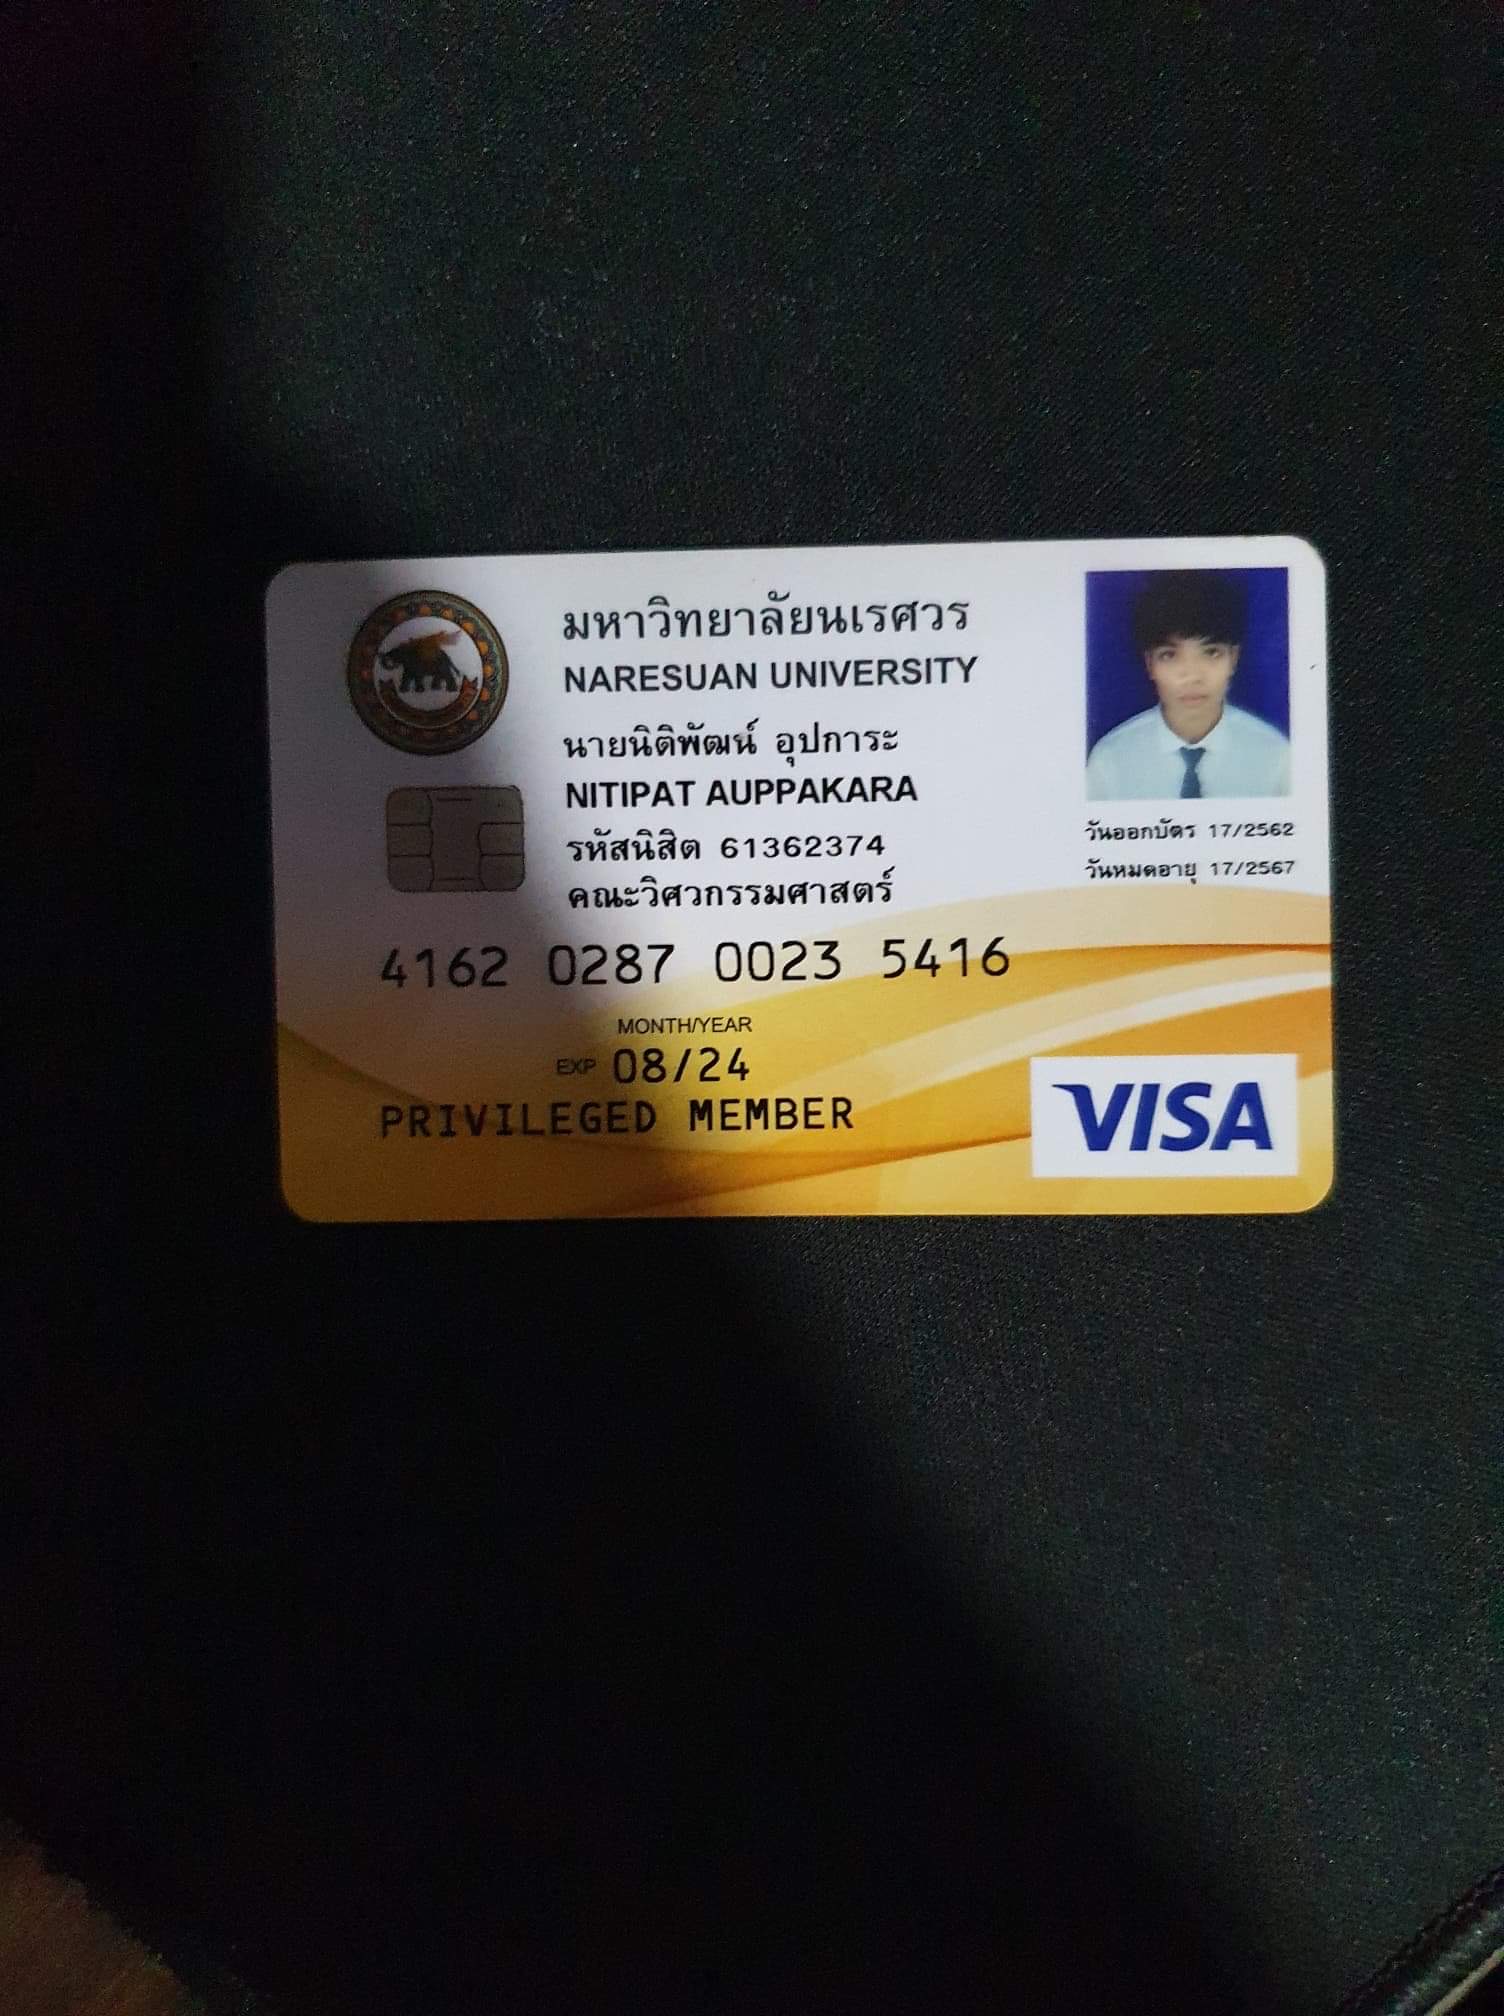 มหาวิทยาลัยนเรศวร
NARESUAN UNIVERSITY
นายนิติพัฒน์ อุปการะ
NITIPAT AUPPAKARA
รหัสนิสิต 61362374
คณะวิศวกรรมศาสตร์
วันออกบัตร 17/2562
วันหมดอายุ 17/2567
4162 0287 0023 5416
MONTH/YEAR
EXP 08/24
PRIVILEGED MEMBER
VISA